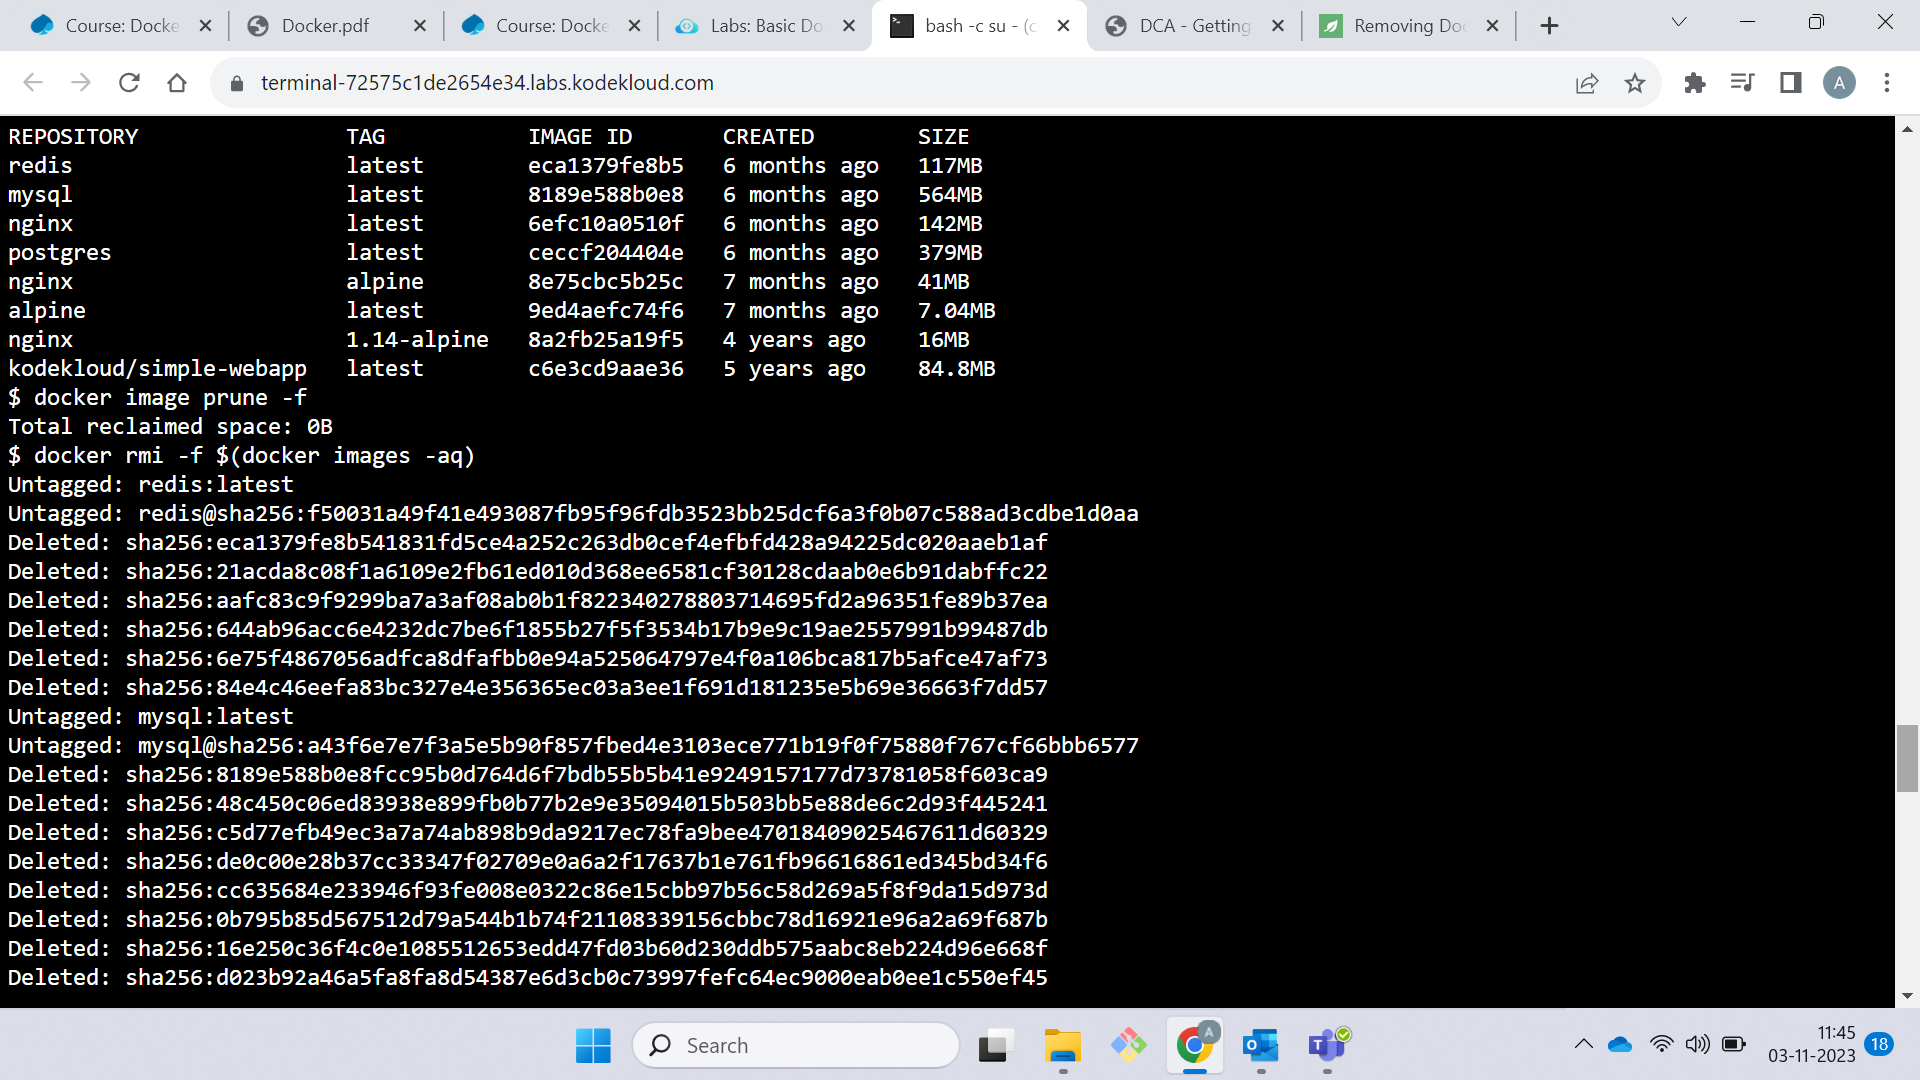 Course: Docke
Docker.pdf
Course: Docke
Labs: Basic Do
bash -c su - (c
DCA - Getting
Removing Doc
terminal-72575c1de2654e34.labs.kodekloud.com
A
REPOSITORY TAG IMAGE ID CREATED SIZE
redis latest eca1379fe8b5 6 months ago 117MB
mysql latest 8189e588b0e8 6 months ago 564MB
nginx latest 6efc10a0510f 6 months ago 142MB
postgres latest ceccf204404e 6 months ago 379MB
nginx alpine 8e75cbc5b25c 7 months ago 41MB
alpine latest 9ed4aefc74f6 7 months ago 7.04MB
nginx 1.14-alpine 8a2fb25a19f5 4 years ago 16MB
kodekloud/simple-webapp latest c6e3cd9aae36 5 years ago 84.8MB
$ docker image prune -f
Total reclaimed space: 0B
$ docker rmi -f $(docker images -aq)
Untagged: redis:latest
Untagged: redis@sha256:f50031a49f41e493087fb95f96fdb3523bb25dcf6a3f0b07c588ad3cdbe1d0aa
Deleted: sha256:eca1379fe8b541831fd5ce4a252c263db0cef4efbfd428a94225dc020aaeb1af
Deleted: sha256:21acda8c08f1a6109e2fb61ed010d368ee6581cf30128cdaab0e6b91dabffc22
Deleted: sha256:aafc83c9f9299ba7a3af08ab0b1f822340278803714695fd2a96351fe89b37ea
Deleted: sha256:644ab96acc6e4232dc7be6f1855b27f5f3534b17b9e9c19ae2557991b99487db
Deleted: sha256:6e75f4867056adfca8dfafbb0e94a525064797e4f0a106bca817b5afce47af73
Deleted: sha256:84e4c46eefa83bc327e4e356365ec03a3ee1f691d181235e5b69e36663f7dd57
Untagged: mysql:latest
Untagged: mysql@sha256:a43f6e7e7f3a5e5b90f857fbed4e3103ece771b19f0f75880f767cf66bbb6577
Deleted: sha256:8189e588b0e8fcc95b0d764d6f7bdb55b5b41e9249157177d73781058f603ca9
Deleted: sha256:48c450c06ed83938e899fb0b77b2e9e35094015b503bb5e88de6c2d93f445241
Deleted: sha256:c5d77efb49ec3a7a74ab898b9da9217ec78fa9bee47018409025467611d60329
Deleted: sha256:de0c00e28b37cc33347f02709e0a6a2f17637b1e761fb96616861ed345bd34f6
Deleted: sha256:cc635684e233946f93fe008e0322c86e15cbb97b56c58d269a5f8f9da15d973d
Deleted: sha256:0b795b85d567512d79a544b1b74f21108339156cbbc78d16921e96a2a69f687b
Deleted: sha256:16e250c36f4c0e1085512653edd47fd03b60d230ddb575aabc8eb224d96e668f
Deleted: sha256:d023b92a46a5fa8fa8d54387e6d3cb0c73997fefc64ec9000eab0ee1c550ef45
Search
A
11:45
03-11-2023
18